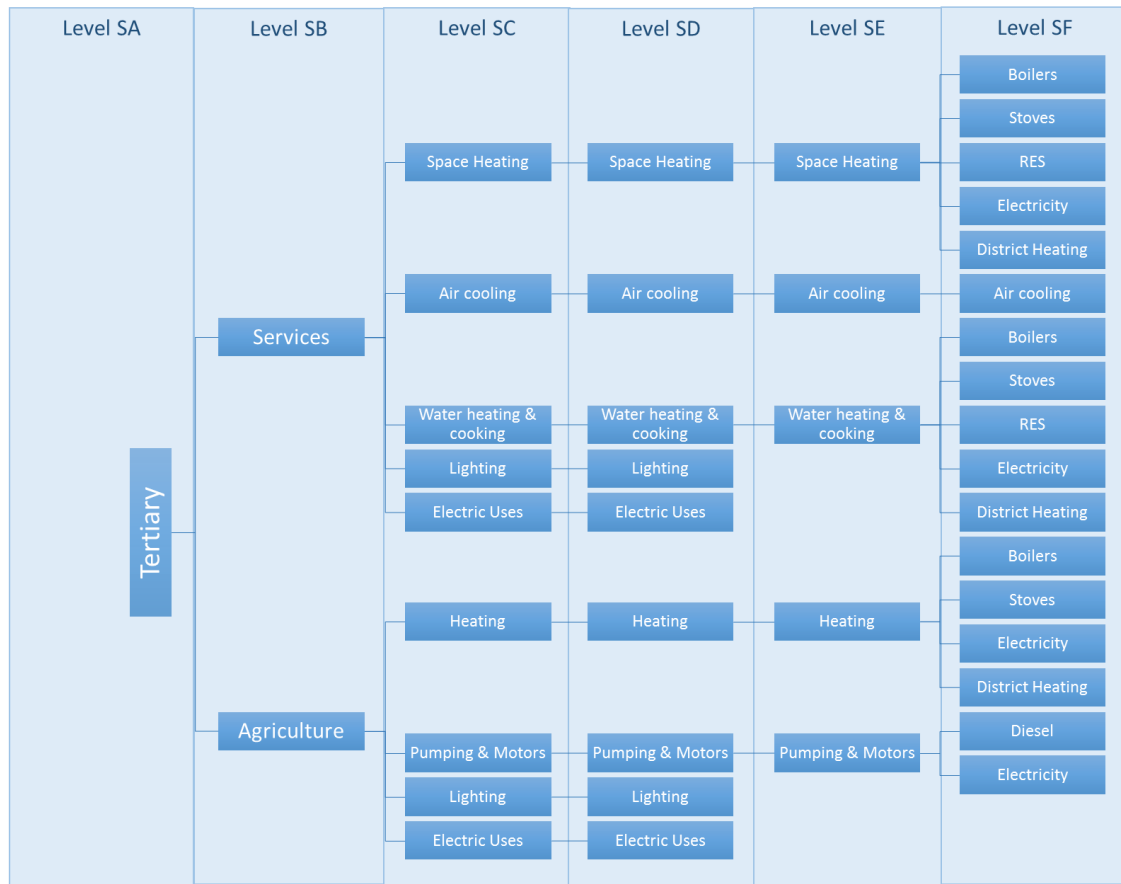 Level SA
Level SB
Level SC
Level SD
Level SE
Level SF
Boilers
Stoves
Space Heating
Space Heating
Space Heating
RES
Electricity
District Heating
Air cooling
Air cooling
Air cooling
Air cooling
Services
Boilers
Stoves
Water heating &
cooking
Water heating &
cooking
Water heating &
cooking
RES
Lighting
Lighting
Electricity
Electric Uses
Electric Uses
District Heating
Tertiary
Boilers
Stoves
Heating
Heating
Heating
Electricity
District Heating
Agriculture
Diesel
Pumping & Motors
Pumping & Motors
Pumping & Motors
Electricity
Lighting
Lighting
Electric Uses
Electric Uses